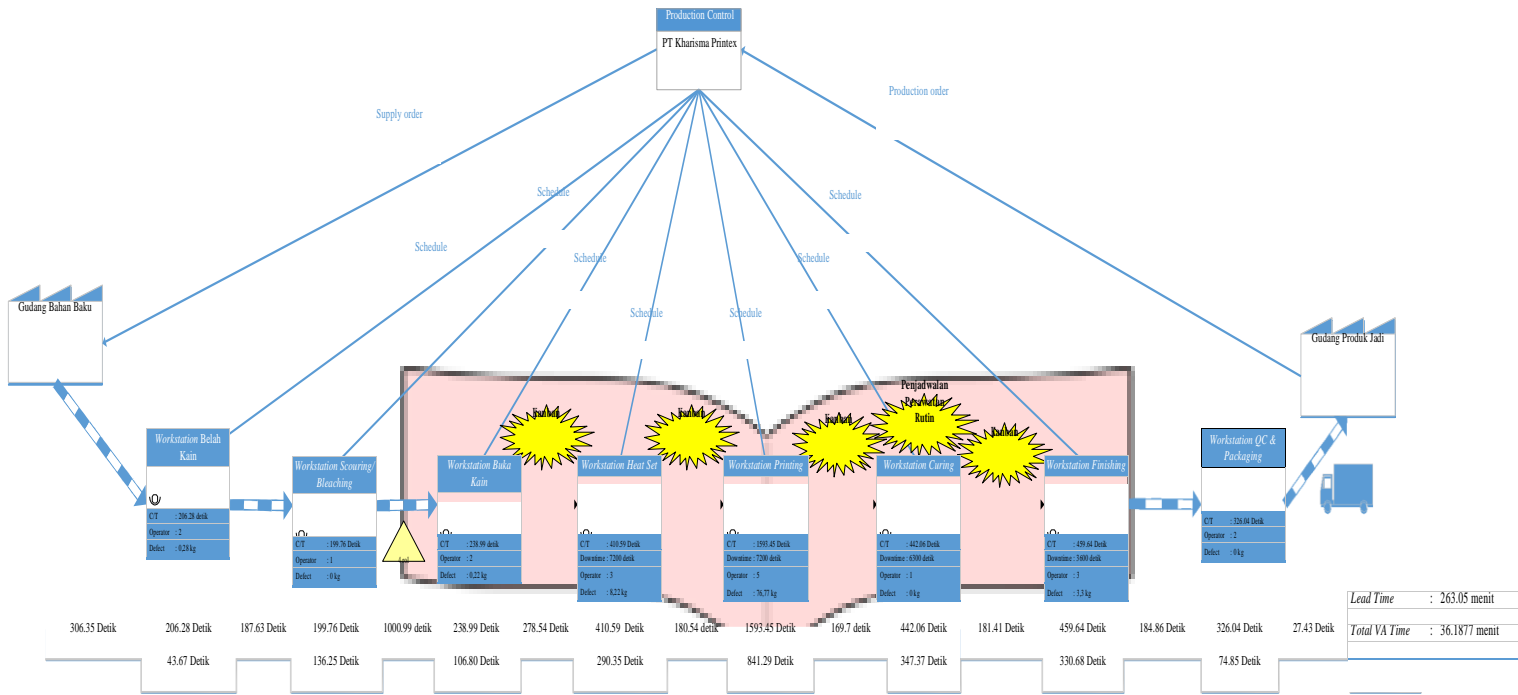 Production Control
PT Kharisma Printex
Supply order
Production order
Schedule
Schedule
Schedule
Schedule
Schedule
Schedule
Schedule
Gudang Bahan Baku
Gudang Produk Jadi
Kanban
Kanban
Kanban
Penjadwalan
Perawatan
Rutin
Kanban
Workstation Belah
Kain
C/T : 206.28 detik
Operator : 2
Defect : 0,28 kg
Workstation Scouring/
Bleaching
C/T : 199.76 Detik
Operator : 1
Defect : 0 kg
Workstation Buka
Kain
C/T : 238.99 detik
Operator : 2
Defect : 0,22 kg
Workstation Heat Set
C/T : 410.59 Detik
Downtime : 7200 detik
Operator : 3
Defect : 8,22 kg
Workstation Printing
C/T : 1593.45 Detik
Downtime : 7200 detik
Operator : 5
Defect : 76,77 kg
Workstation Curing
C/T : 442.06 Detik
Downtime : 6300 detik
Operator : 1
Defect : 0 kg
Workstation Finishing
C/T : 459.64 Detik
Downtime : 3600 detik
Operator : 3
Defect : 3,3 kg
Workstation QC &
Packaging
C/T : 326.04 Detik
Operator : 2
Defect : 0 kg
306.35 Detik 206.28 Detik 187.63 Detik 199.76 Detik 1000.99 detik 238.99 Detik 278.54 Detik 410.59 Detik 180.54 detik 1593.45 Detik 169.7 detik 442.06 Detik 181.41 Detik 459.64 Detik 184.86 Detik 326.04 Detik 27.43 Detik
43.67 Detik 136.25 Detik 106.80 Detik 290.35 Detik 841.29 Detik 347.37 Detik 330.68 Detik 74.85 Detik
Lead Time : 263.05 menit
Total VA Time : 36.1877 menit